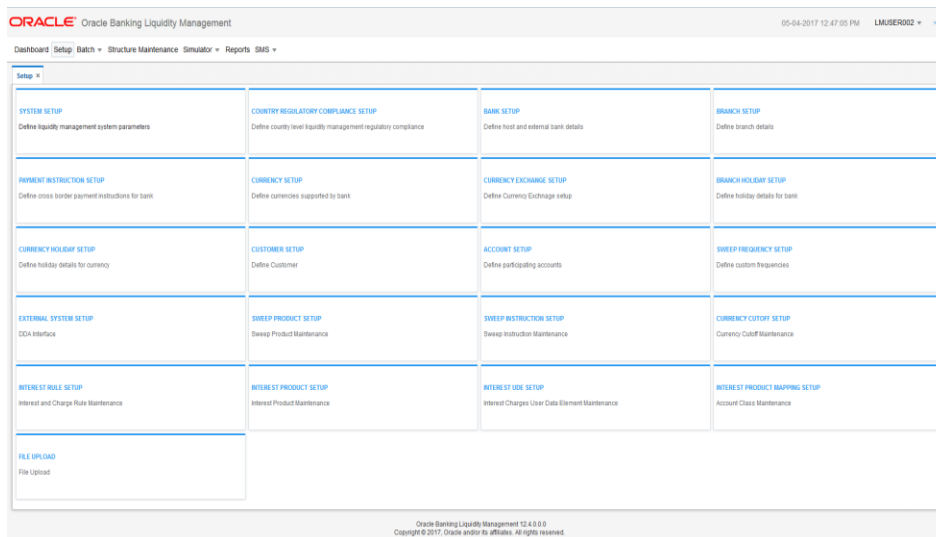 ORACLE Oracle Banking Liquidity Management 05-04-2017 12:47:05 PM LMUSER002
Dashboard Setup Batch Structure Maintenance Simulator Reports SMS
Setup ×
SYSTEM SETUP COUNTRY REGULATORY COMPLIANCE SETUP BANK SETUP BRANCH SETUP
Define liquidity management system parameters Define country level liquidity management regulatory compliance Define host and external bank details Define branch details
PAYMENT INSTRUCTION SETUP CURRENCY SETUP CURRENCY EXCHANGE SETUP BRANCH HOLIDAY SETUP
Define cross border payment instructions for bank Define currencies supported by bank Define Currency Exchnage setup Define holiday details for bank
CURRENCY HOLIDAY SETUP CUSTOMER SETUP ACCOUNT SETUP SWEEP FREQUENCY SETUP
Define holiday details for currency Define Customer Define participating accounts Define custom frequencies
EXTERNAL SYSTEM SETUP SWEEP PRODUCT SETUP SWEEP INSTRUCTION SETUP CURRENCY CUTOFF SETUP
DDA Interface Sweep Product Maintenance Sweep Instruction Maintenance Currency Cutoff Maintenance
INTEREST RULE SETUP INTEREST PRODUCT SETUP INTEREST UDE SETUP INTEREST PRODUCT MAPPING SETUP
Interest and Charge Rule Maintenance Interest Product Maintenance Interest Charges User Data Element Maintenance Account Class Maintenance
FILE UPLOAD
File Upload
Oracle Banking Liquidity Management 12.4.0.0.0
Copyright © 2017, Oracle and/or its affiliates. All rights reserved.